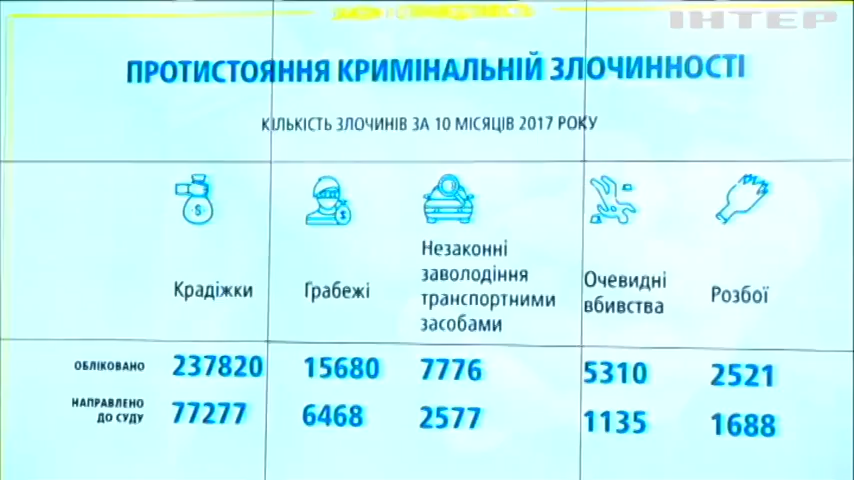 ІНТЕР
ПРОТИСТОЯННЯ КРИМІНАЛЬНІЙ ЗЛОЧИННОСТІ
КІЛЬКІСТЬ ЗЛОЧИНІВ ЗА 10 МІСЯЦІВ 2017 РОКУ
Крадіжки
Грабежі
Незаконні
заволодіння
транспортними
засобами
Очевидні
вбивства
Розбої
ОБЛІКОВАНО 237820 15680 7776 5310 2521
НАПРАВЛЕНО
ДО СУДУ 77277 6468 2577 1135 1688